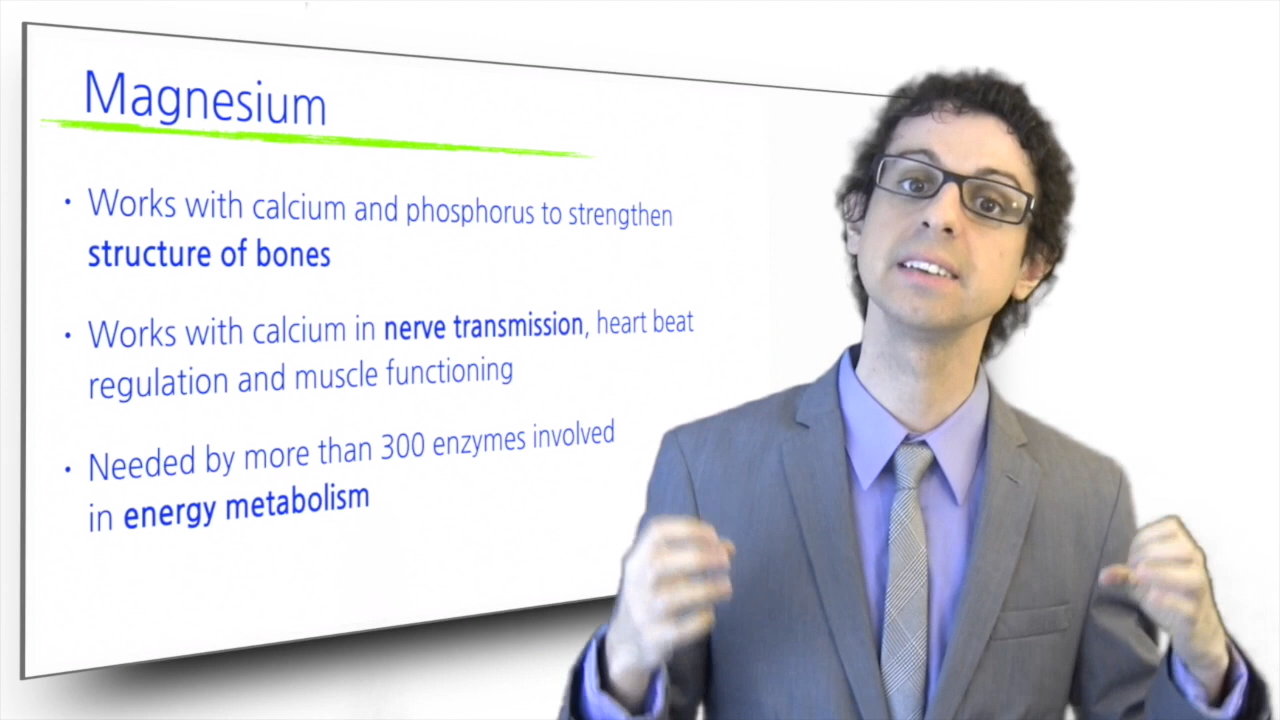 Magnesium
• Works with calcium and phosphorus to strengthen
structure of bones
• Works with calcium in nerve transmission, heart beat
regulation and muscle functioning
• Needed by more than 300 enzymes involved
in energy metabolism